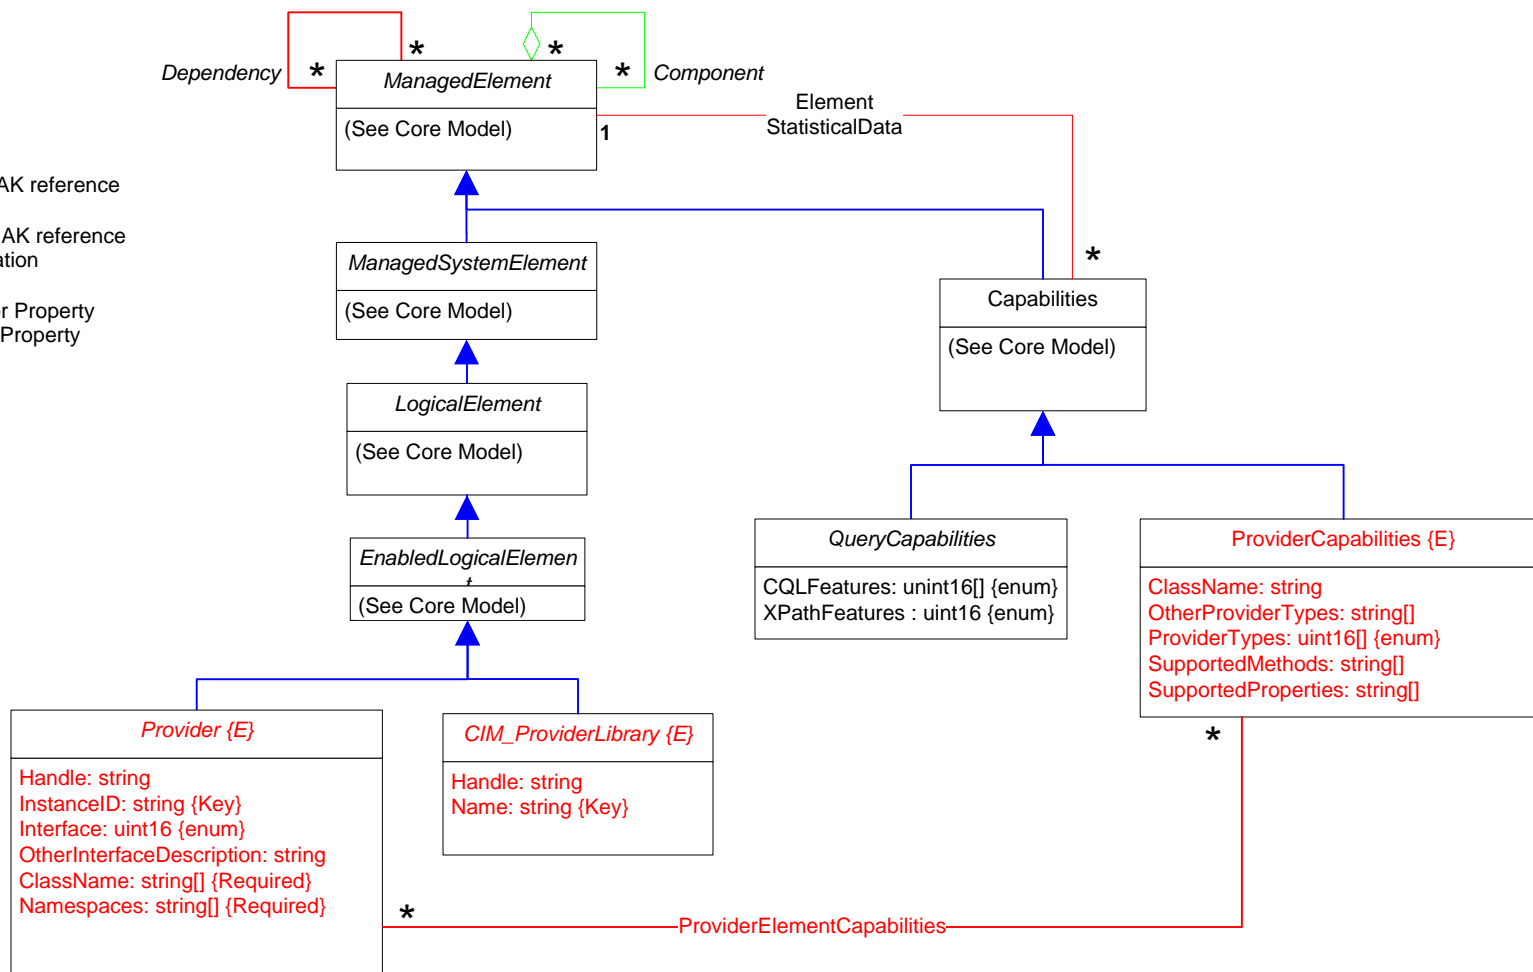 Dependency
*
*
*
*
Component
ManagedElement
(See Core Model)
1
Element
StatisticalData
AK reference
AK reference
ation
or Property
Property
ManagedSystemElement
(See Core Model)
*
Capabilities
(See Core Model)
LogicalElement
(See Core Model)
EnabledLogicalElemen
t
(See Core Model)
QueryCapabilities
CQLFeatures: unint16[] {enum}
XPathFeatures : uint16 {enum}
ProviderCapabilities {E}
ClassName: string
OtherProviderTypes: string[]
ProviderTypes: uint16[] {enum}
SupportedMethods: string[]
SupportedProperties: string[]
*
Provider {E}
Handle: string
InstanceID: string {Key}
Interface: uint16 {enum}
OtherInterfaceDescription: string
ClassName: string[] {Required}
Namespaces: string[] {Required}
CIM_ProviderLibrary {E}
Handle: string
Name: string {Key}
*
ProviderElementCapabilities